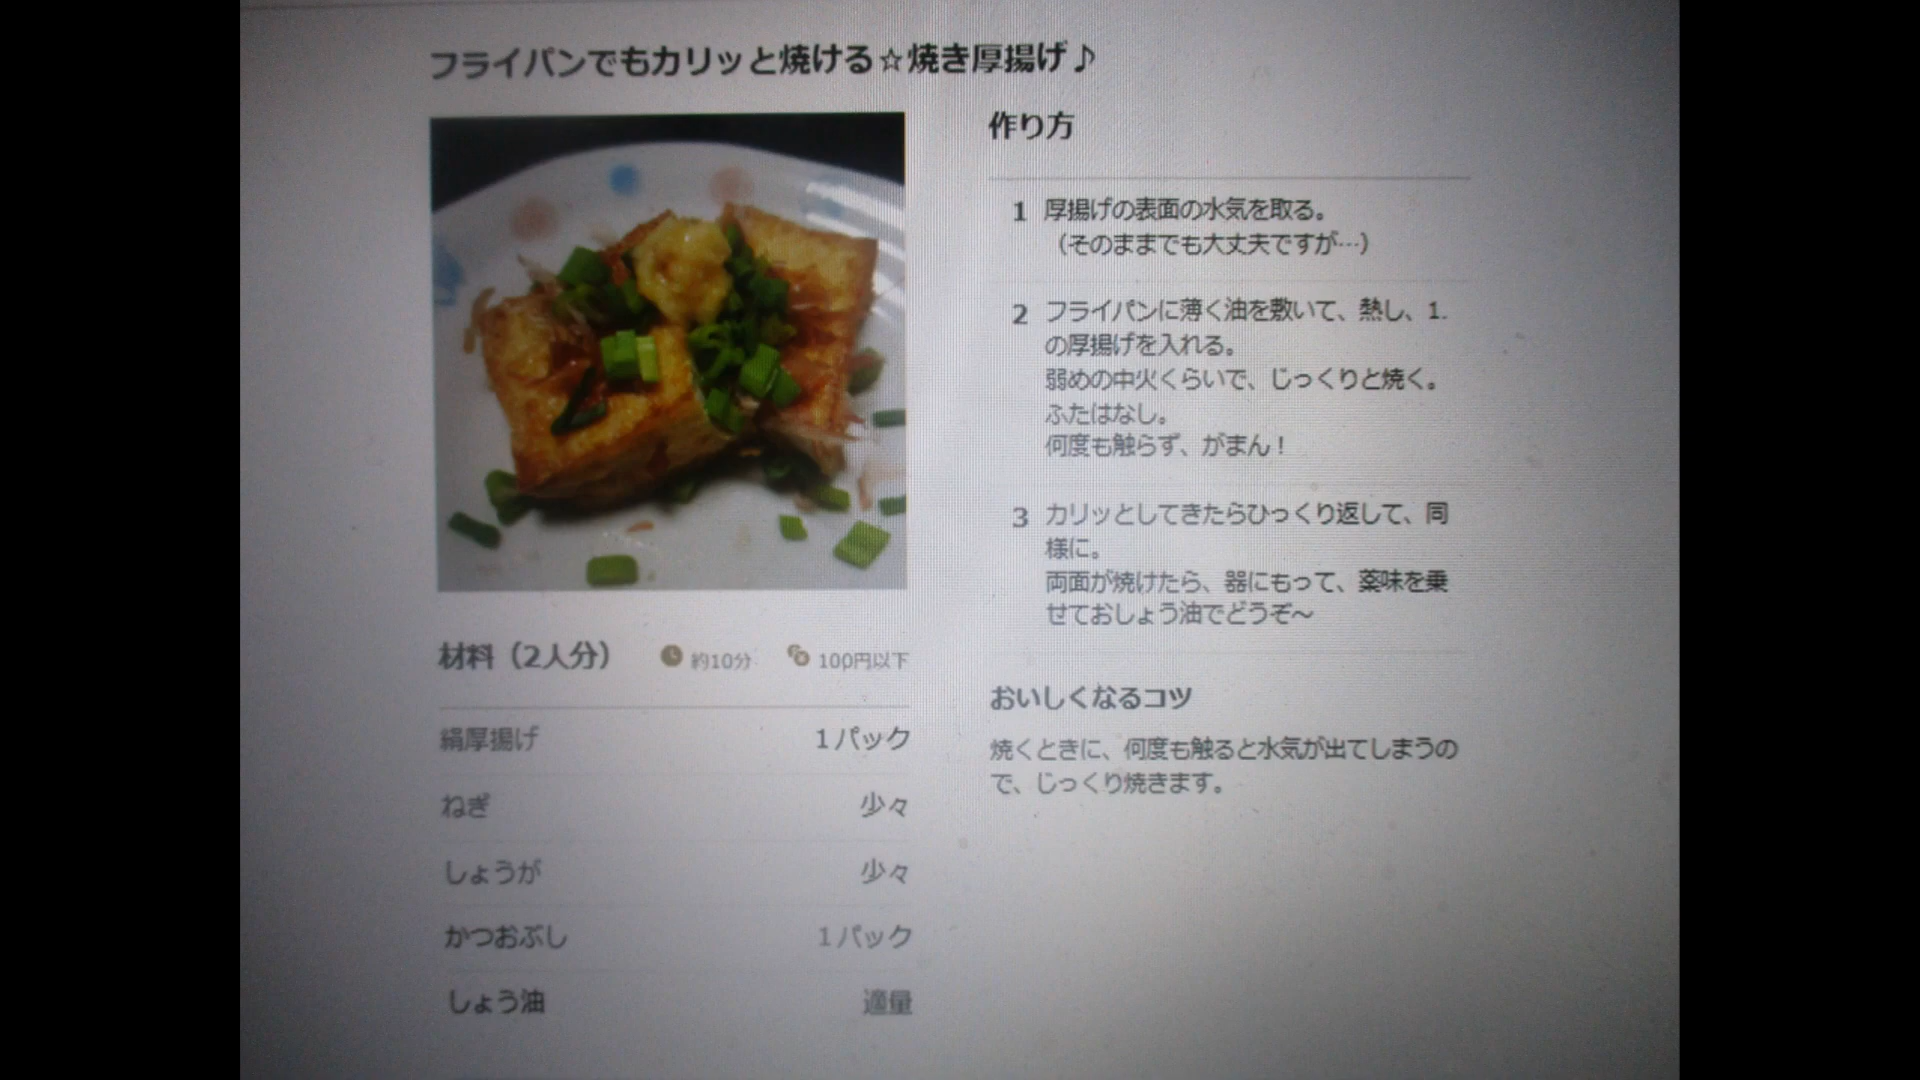 フライパンでもカリッと焼ける☆焼き厚揚げ♪
材料（2人分） 約10分 100円以下
絹厚揚げ 1パック
ねぎ 少々
しょうが 少々
かつおぶし 1パック
しょう油 適量
作り方
1 厚揚げの表面の水気を取る。
（そのままでも大丈夫ですが…）
2 フライパンに薄く油を敷いて、熱し、1.
の厚揚げを入れる。
弱めの中火くらいで、じっくりと焼く。
ふたはなし。
何度も触らず、がまん！
3 カリッとしてきたらひっくり返して、同
様に。
両面が焼けたら、器にもって、薬味を乗
せておしょう油でどうぞ～
おいしくなるコツ
焼くときに、何度も触ると水気が出てしまうの
で、じっくり焼きます。